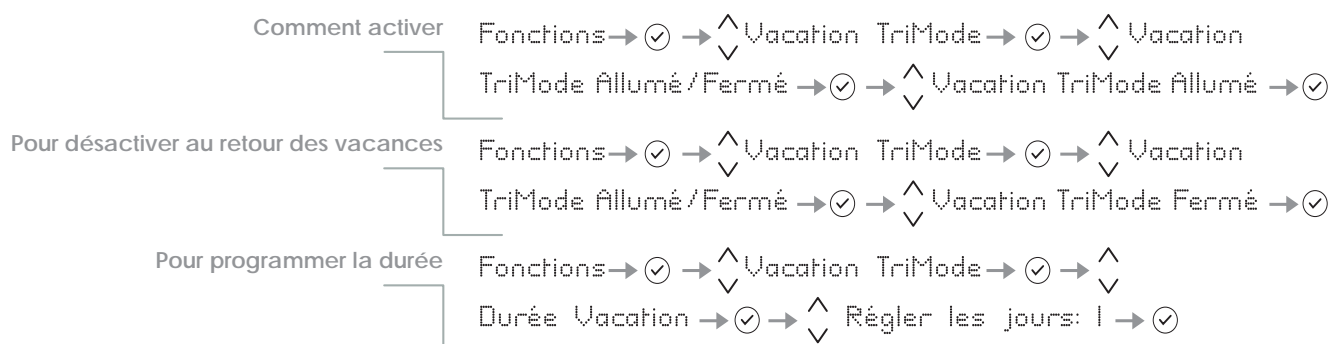 Comment activer
Fonctions→✓→Vacation TriMode→✓→Vacation
TriMode Allumé/Fermé→✓→Vacation TriMode Allumé→✓
Pour désactiver au retour des vacances
Fonctions→✓→Vacation TriMode→✓→Vacation
TriMode Allumé/Fermé→✓→Vacation TriMode Fermé→✓
Pour programmer la durée
Fonctions→✓→Vacation TriMode→✓→
Durée Vacation→✓→Régler les jours: 1→✓